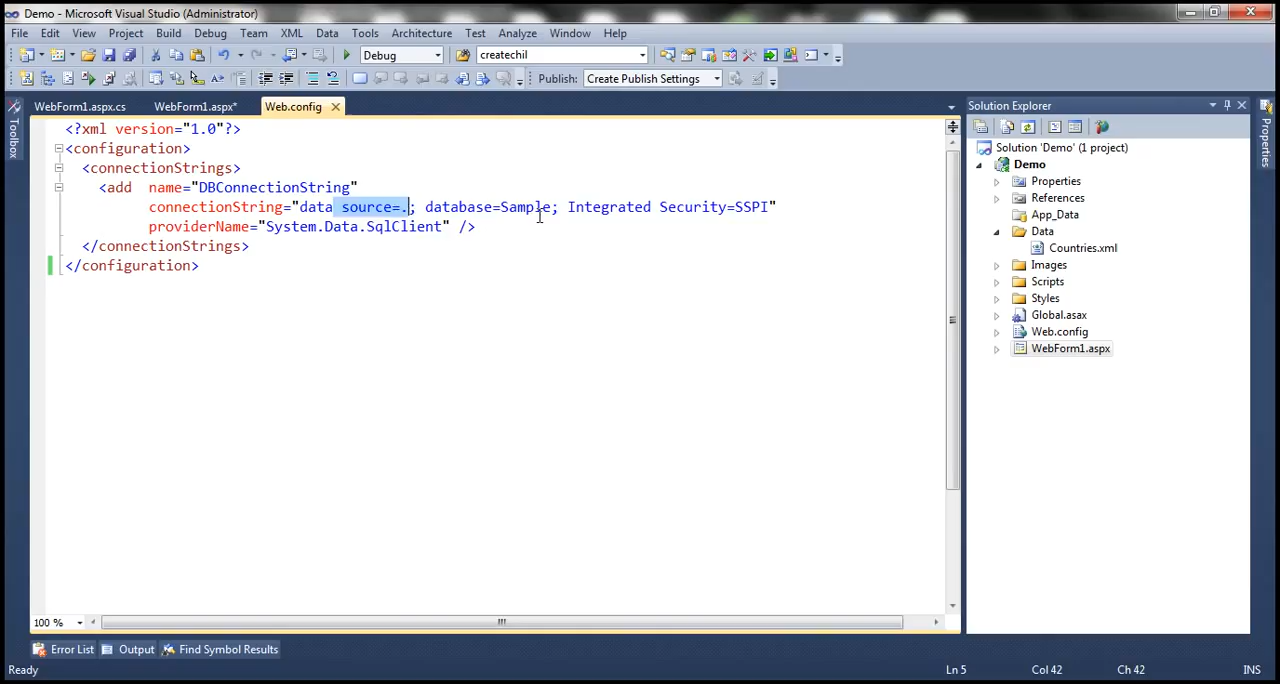 Demo - Microsoft Visual Studio (Administrator)
File Edit View Project Build Debug Team XML Data Tools Architecture Test Analyze Window Help
Debug createchil
Publish: Create Publish Settings
WebForm1.aspx.cs WebForm1.aspx* Web.config
Toolbox
<?xml version="1.0"?>
<configuration>
<connectionStrings>
<add name="DBConnectionString"
connectionString="data source=.; database=Sample; Integrated Security=SSPI"
providerName="System.Data.SqlClient" />
</connectionStrings>
</configuration>
Solution Explorer
Solution 'Demo' (1 project)
Demo
Properties
References
App_Data
Data
Countries.xml
Images
Scripts
Styles
Global.asax
Web.config
WebForm1.aspx
Properties
100 %
Error List Output Find Symbol Results
Ready Ln 5 Col 42 Ch 42 INS